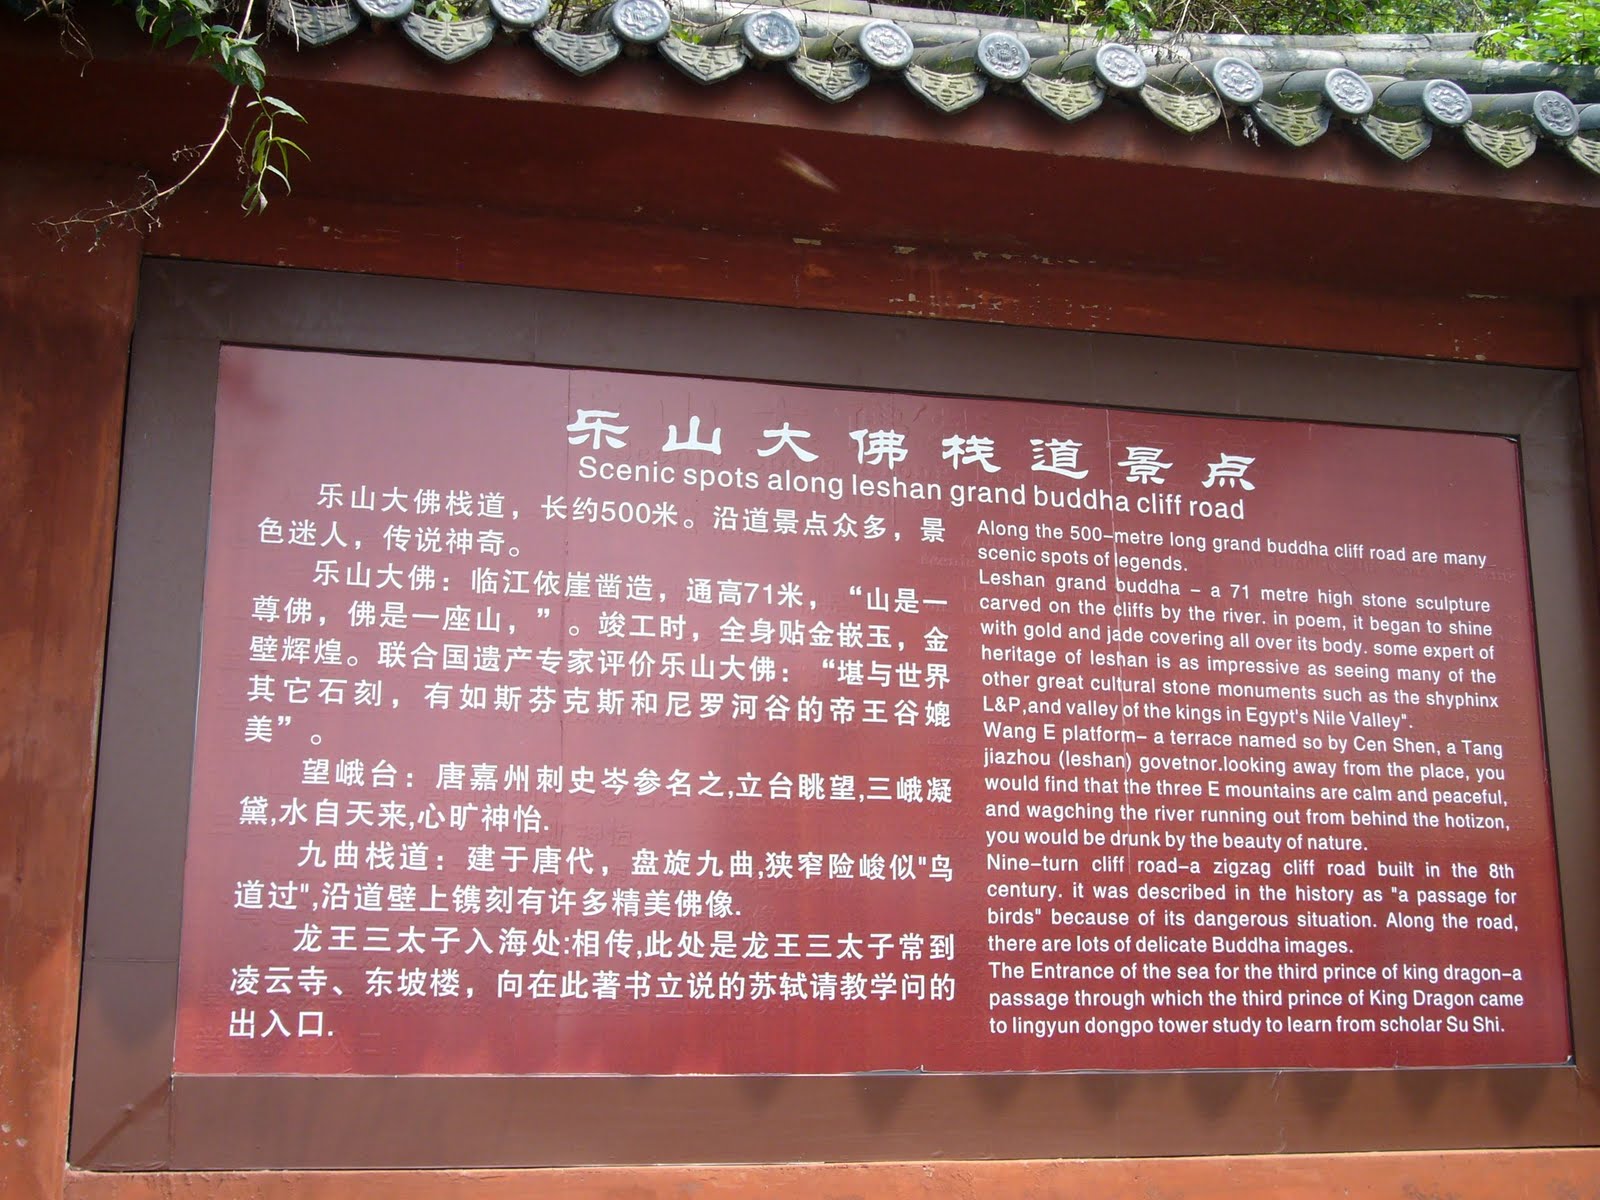 乐山大佛栈道景点
Scenic spots along leshan grand buddha cliff road
乐山大佛栈道，长约500米。沿道景点众多，景
色迷人，传说神奇。
乐山大佛：临江依崖凿造，通高71米，“山是一
尊佛，佛是一座山，”。竣工时，全身贴金嵌玉，金
壁辉煌。联合国遗产专家评价乐山大佛：“堪与世界
其它石刻，有如斯芬克斯和尼罗河谷的帝王谷媲
美”。
望峨台：唐嘉州刺史岑参名之,立台眺望,三峨凝
黛,水自天来,心旷神怡.
九曲栈道：建于唐代，盘旋九曲,狭窄险峻似"鸟
道过",沿道壁上镌刻有许多精美佛像.
龙王三太子入海处:相传,此处是龙王三太子常到
凌云寺、东坡楼，向在此著书立说的苏轼请教学问的
出入口.
Along the 500-metre long grand buddha cliff road are many
scenic spots of legends.
Leshan grand buddha - a 71 metre high stone sculpture
carved on the cliffs by the river. in poem, it began to shine
with gold and jade covering all over its body. some expert of
heritage of leshan is as impressive as seeing many of the
other great cultural stone monuments such as the shyphinx
L&P,and valley of the kings in Egypt's Nile Valley".
Wang E platform- a terrace named so by Cen Shen, a Tang
jiazhou (leshan) govetnor.looking away from the place, you
would find that the three E mountains are calm and peaceful,
and wagching the river running out from behind the hotizon,
you would be drunk by the beauty of nature.
Nine-turn cliff road-a zigzag cliff road built in the 8th
century. it was described in the history as "a passage for
birds" because of its dangerous situation. Along the road,
there are lots of delicate Buddha images.
The Entrance of the sea for the third prince of king dragon-a
passage through which the third prince of King Dragon came
to lingyun dongpo tower study to learn from scholar Su Shi.